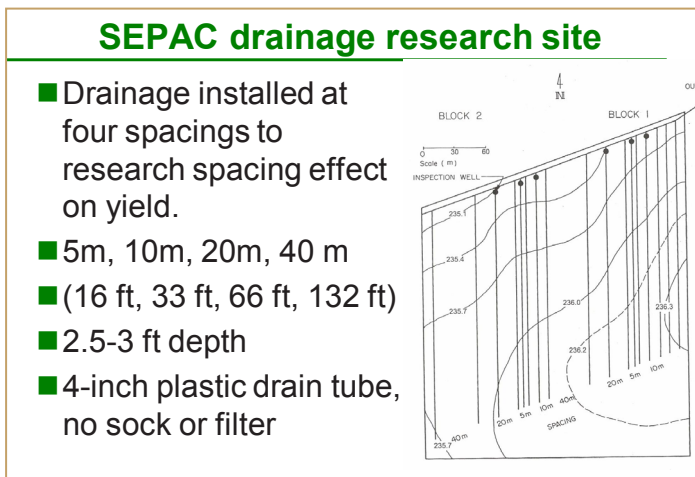 SEPAC drainage research site
Drainage installed at
four spacings to
research spacing effect
on yield.
5m, 10m, 20m, 40 m
(16 ft, 33 ft, 66 ft, 132 ft)
2.5-3 ft depth
4-inch plastic drain tube,
no sock or filter
OU
BLOCK 2
BLOCK 1
0 30 60
Scale ( m )
INSPECTION WELL
235.1
235.4
235.7
236.0
236.3
236.2
20m 5m 10m
40m
20m 5m 10m 40m
SPACING
235.7